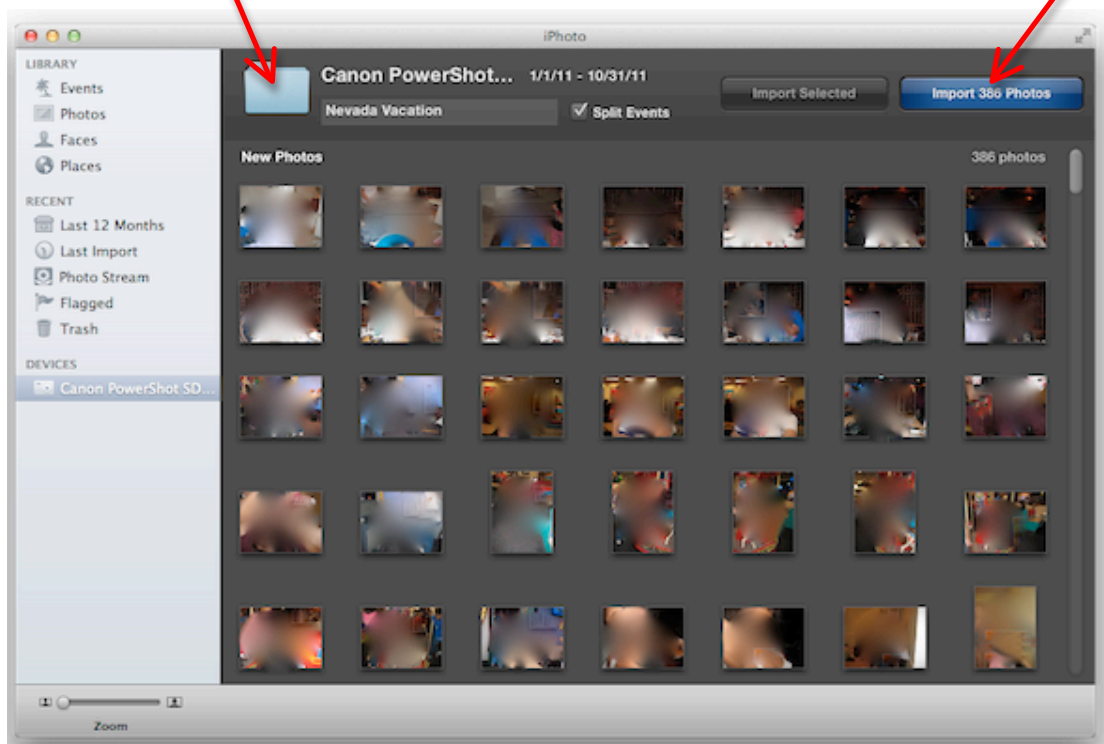 iPhoto
LIBRARY
Events
Photos
Faces
Places
RECENT
Last 12 Months
Last Import
Photo Stream
Flagged
Trash
DEVICES
Canon PowerShot SD...
Canon PowerShot... 1/1/11 - 10/31/11
Nevada Vacation
Split Events
Import Selected
Import 386 Photos
New Photos
386 photos
Zoom